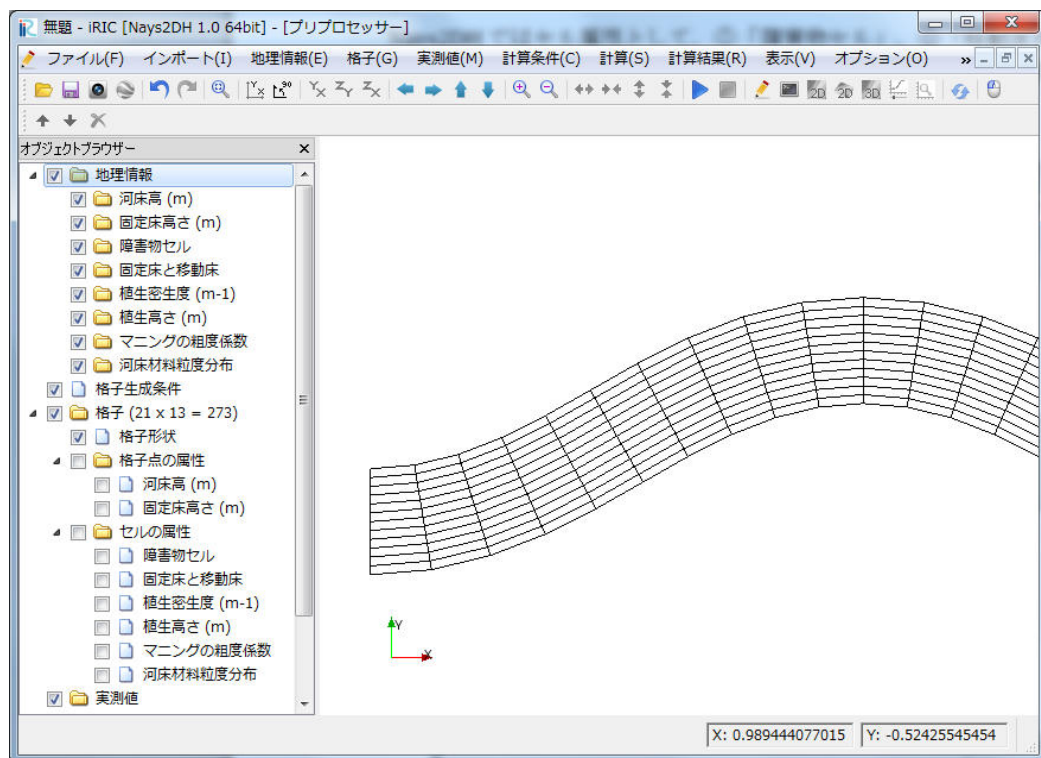 無題 - iRIC [Nays2DH 1.0 64bit] - [プリプロセッサー]
ファイル(F) インポート(I) 地理情報(E) 格子(G) 実測値(M) 計算条件(C) 計算(S) 計算結果(R) 表示(V) オプション(O) »
オブジェクトブラウザー
地理情報
河床高 (m)
固定床高さ (m)
障害物セル
固定床と移動床
植生密生度 (m-1)
植生高さ (m)
マニングの粗度係数
河床材料粒度分布
格子生成条件
格子 (21 x 13 = 273)
格子形状
格子点の属性
河床高 (m)
固定床高さ (m)
セルの属性
障害物セル
固定床と移動床
植生密生度 (m-1)
植生高さ (m)
マニングの粗度係数
河床材料粒度分布
実測値
Y
X
X: 0.989444077015 Y: -0.52425545454